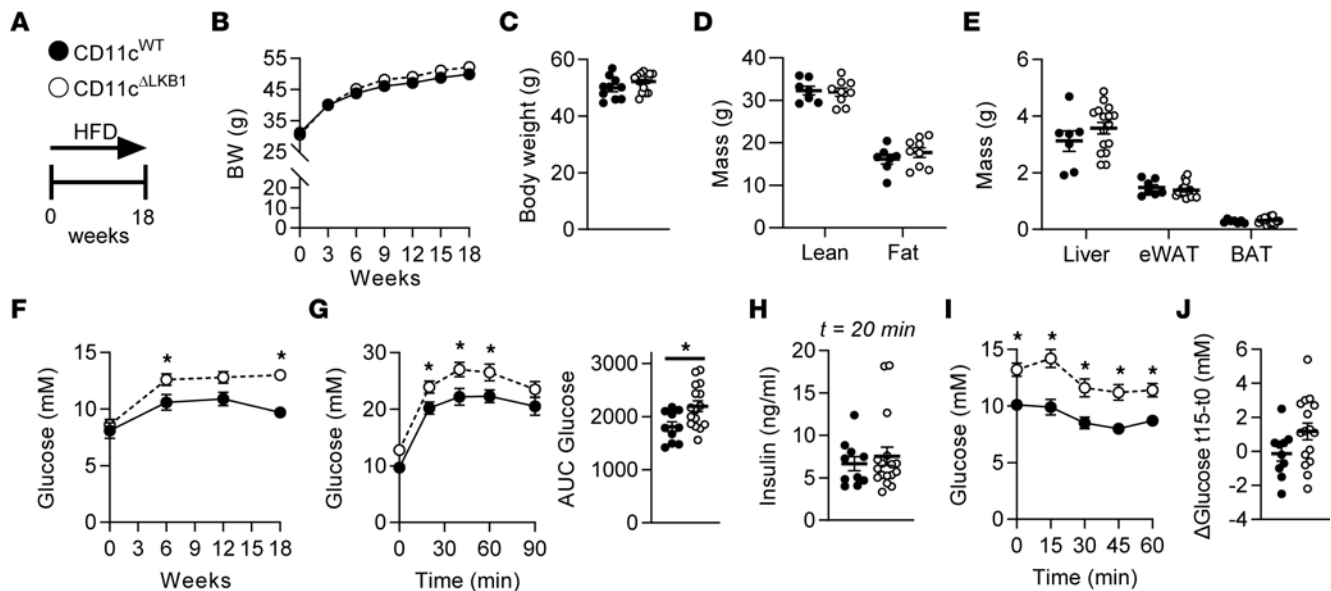 A
CD11cWT
CD11cΔLKB1
HFD
0 18
weeks
B
BW (g)
55
45
35
25
20
10
0
0 3 6 9 12 15 18
Weeks
C
Body weight (g)
60
40
20
0
D
Mass (g)
40
30
20
10
0
Lean Fat
E
Mass (g)
6
4
2
0
Liver eWAT BAT
F
Glucose (mM)
15
10
5
0
* *
0 3 6 9 12 15 18
Weeks
G
Glucose (mM)
30
20
10
0
* * *
0 20 40 60 90
Time (min)
AUC Glucose
3000
2000
1000
0
*
H
t = 20 min
Insulin (ng/ml)
20
15
10
5
0
I
Glucose (mM)
15
10
5
0
* * * * *
0 15 30 45 60
Time (min)
J
ΔGlucose t15-t0 (mM)
6
4
2
0
-2
-4